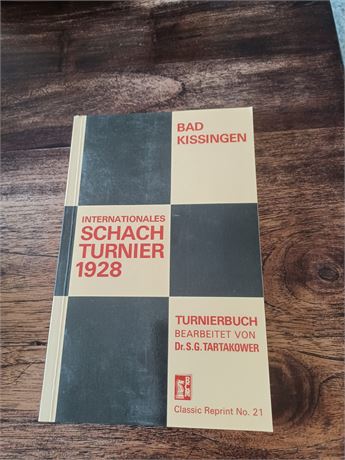 BAD
KISSINGEN
INTERNATIONALES
SCHACH
TURNIER
1928
TURNIERBUCH
BEARBEITET VON
Dr. S.G. TARTAKOWER
Classic Reprint No. 21